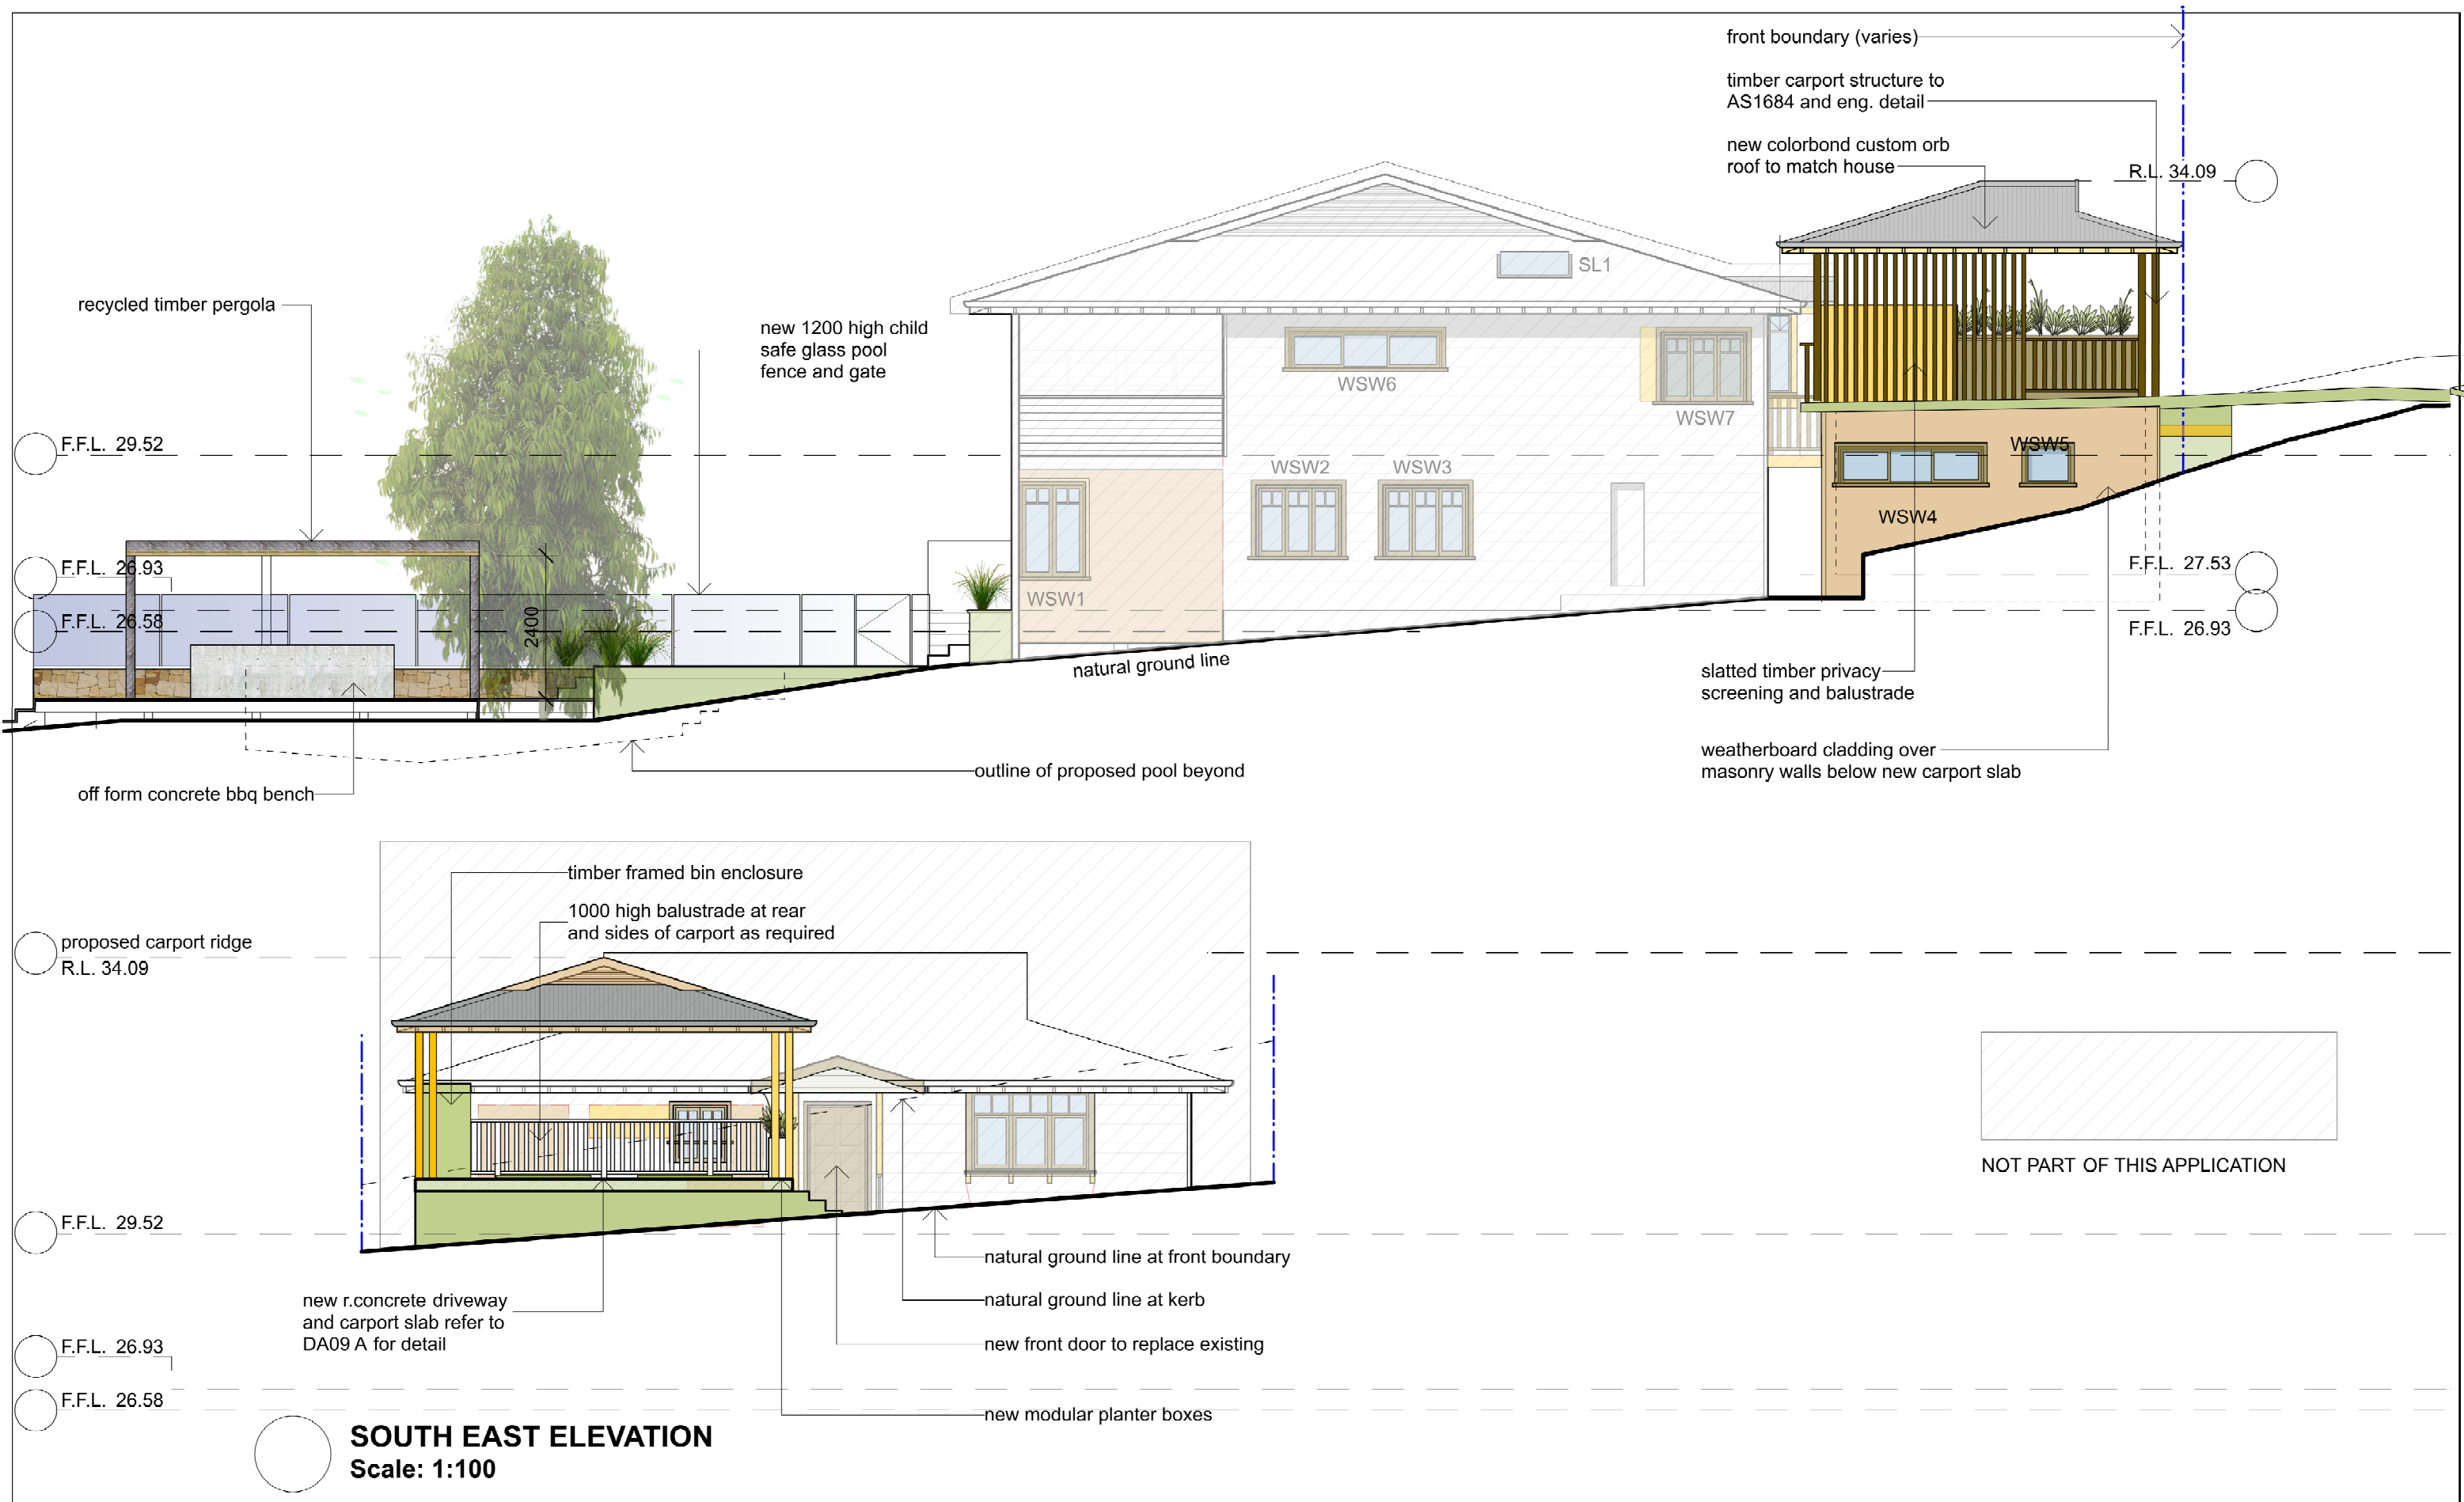 front boundary (varies)
timber carport structure to
AS1684 and eng. detail
new colorbond custom orb
roof to match house
R.L. 34.09
SL1
recycled timber pergola
new 1200 high child
safe glass pool
fence and gate
WSW6
WSW7
F.F.L. 29.52
WSW2
WSW3
WSW5
WSW4
F.F.L. 26.93
F.F.L. 27.53
WSW1
F.F.L. 26.58
2400
F.F.L. 26.93
natural ground line
slatted timber privacy
screening and balustrade
weatherboard cladding over
masonry walls below new carport slab
outline of proposed pool beyond
off form concrete bbq bench
timber framed bin enclosure
1000 high balustrade at rear
and sides of carport as required
proposed carport ridge
R.L. 34.09
NOT PART OF THIS APPLICATION
F.F.L. 29.52
natural ground line at front boundary
new r.concrete driveway
and carport slab refer to
DA09 A for detail
natural ground line at kerb
new front door to replace existing
F.F.L. 26.93
F.F.L. 26.58
new modular planter boxes
SOUTH EAST ELEVATION
Scale: 1:100